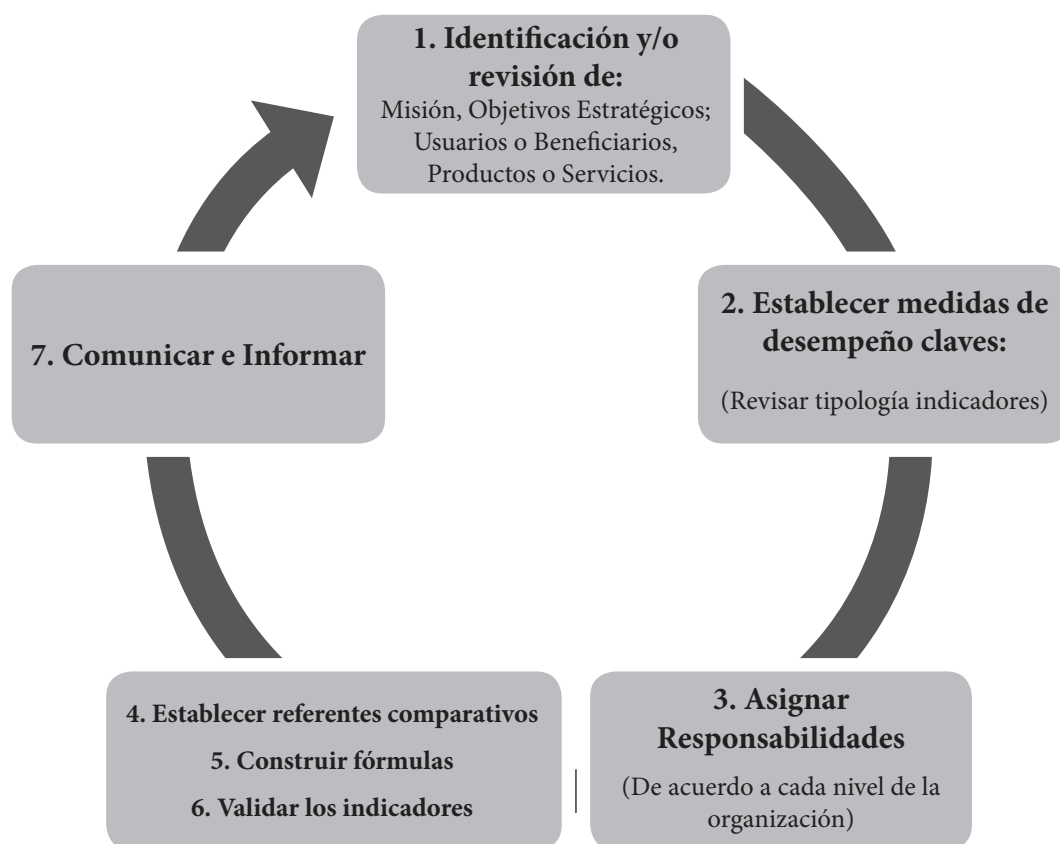 1. Identificación y/o
revisión de:
Misión, Objetivos Estratégicos;
Usuarios o Beneficiarios,
Productos o Servicios.
2. Establecer medidas de
desempeño claves:
(Revisar tipología indicadores)
3. Asignar
Responsabilidades
(De acuerdo a cada nivel de la
organización)
4. Establecer referentes comparativos
5. Construir fórmulas
6. Validar los indicadores
7. Comunicar e Informar